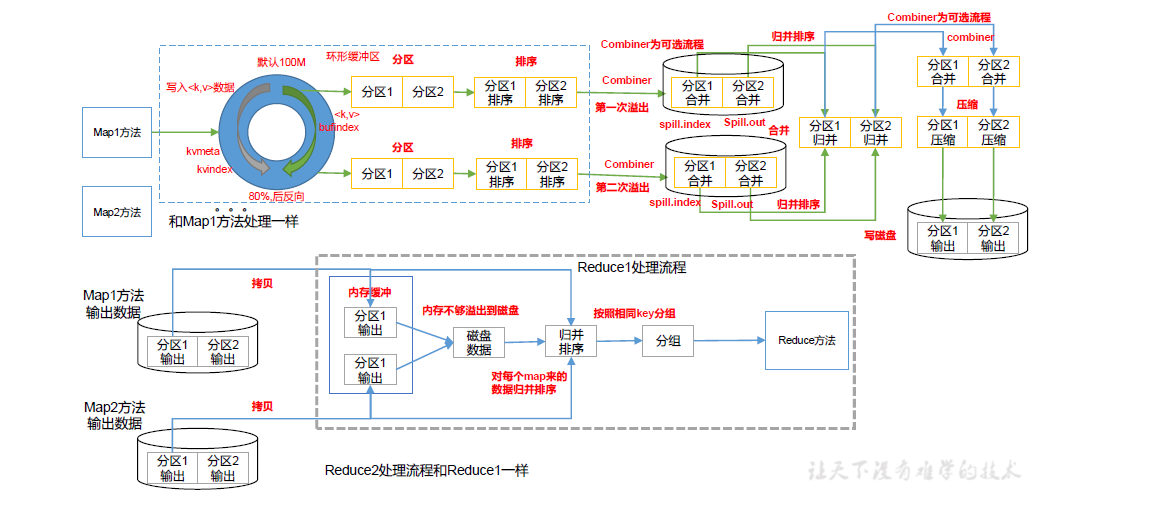 Combiner为可选流程
Combiner为可选流程
归并排序
combiner
默认100M
环形缓冲区
分区
排序
写入<k,v>数据
分区1
分区2
分区1
排序
分区2
排序
Combiner
第一次溢出
分区1
合并
分区2
合并
spill.index
Spill.out
分区1
合并
分区2
合并
压缩
Map1方法
<k,v>
bufindex
kvmeta
kvindex
80%,后反向
分区
排序
分区1
分区2
分区1
排序
分区2
排序
Combiner
第二次溢出
合并
分区1
合并
分区2
合并
spill.index
Spill.out
归并排序
分区1
归并
分区2
归并
分区1
压缩
分区2
压缩
Map2方法
和Map1方法处理一样
写磁盘
分区1
输出
分区2
输出
Reduce1处理流程
Map1方法
输出数据
拷贝
分区1
输出
分区2
输出
内存缓冲
分区1
输出
分区1
输出
内存不够溢出到磁盘
磁盘
数据
归并
排序
对每个map来的
数据归并排序
按照相同key分组
分组
Reduce方法
Map2方法
输出数据
拷贝
分区1
输出
分区2
输出
Reduce2处理流程和Reduce1一样
让天下没有难学的技术